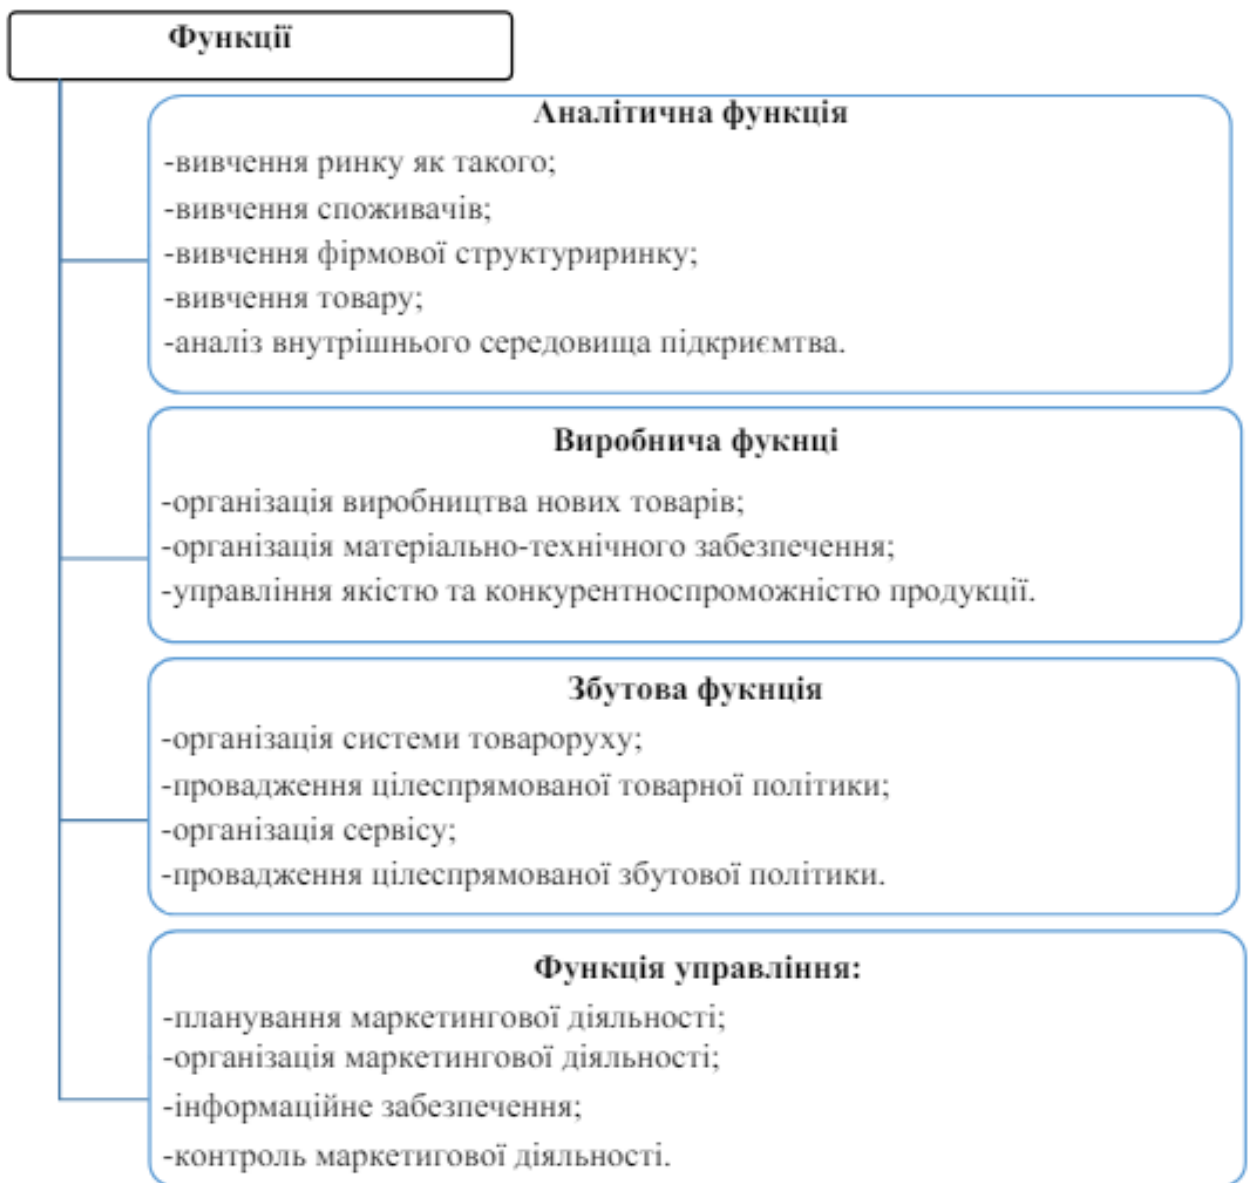 Функції
Аналітична функція
-вивчення ринку як такого;
-вивчення споживачів;
-вивчення фірмової структуриринку;
-вивчення товару;
-аналіз внутрішнього середовища підкриємтва.
Виробнича фукнці
-організація виробництва нових товарів;
-організація матеріально-технічного забезпечення;
-управління якістю та конкурентноспроможністю продукції.
Збутова фукнція
-організація системи товароруху;
-провадження цілеспрямованої товарної політики;
-організація сервісу;
-провадження цілеспрямованої збутової політики.
Функція управління:
-планування маркетингової діяльності;
-організація маркетингової діяльності;
-інформаційне забезпечення;
-контроль маркетигової діяльності.